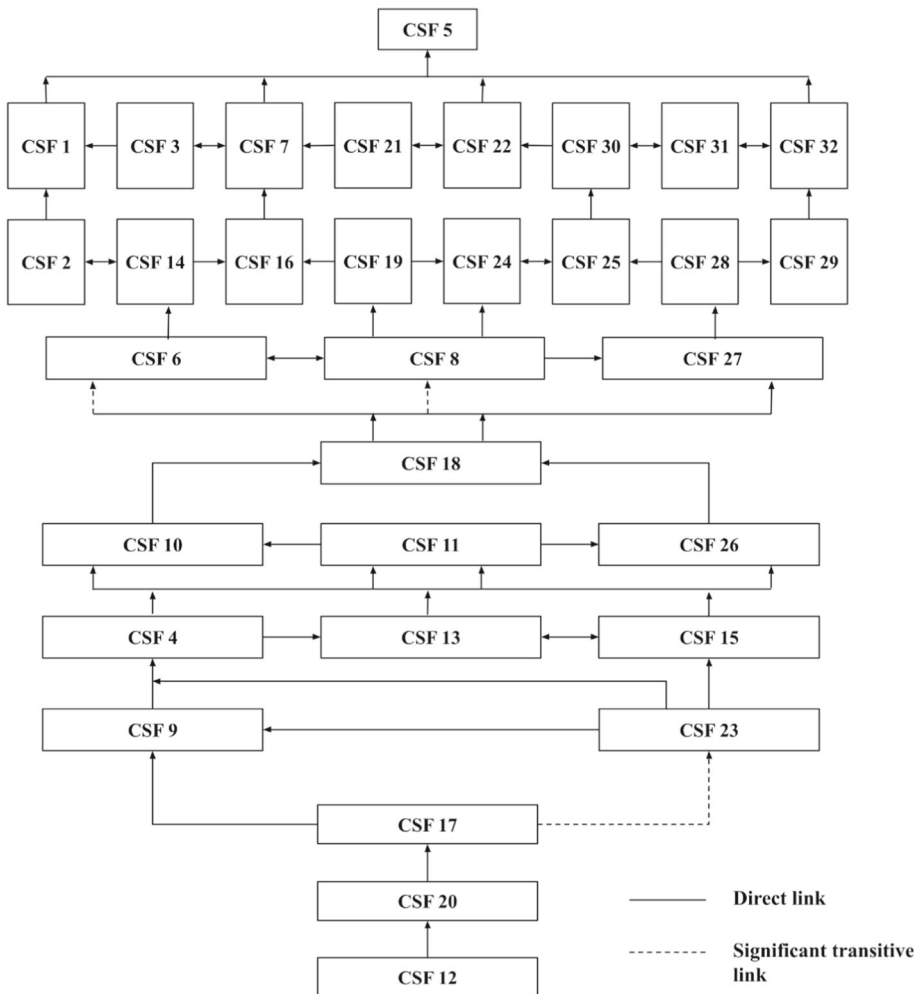 CSF 5
CSF 1 CSF 3 CSF 7 CSF 21 CSF 22 CSF 30 CSF 31 CSF 32
CSF 2 CSF 14 CSF 16 CSF 19 CSF 24 CSF 25 CSF 28 CSF 29
CSF 6 CSF 8 CSF 27
CSF 18
CSF 10 CSF 11 CSF 26
CSF 4 CSF 13 CSF 15
CSF 9 CSF 23
CSF 17
CSF 20
CSF 12
Direct link
Significant transitive
link